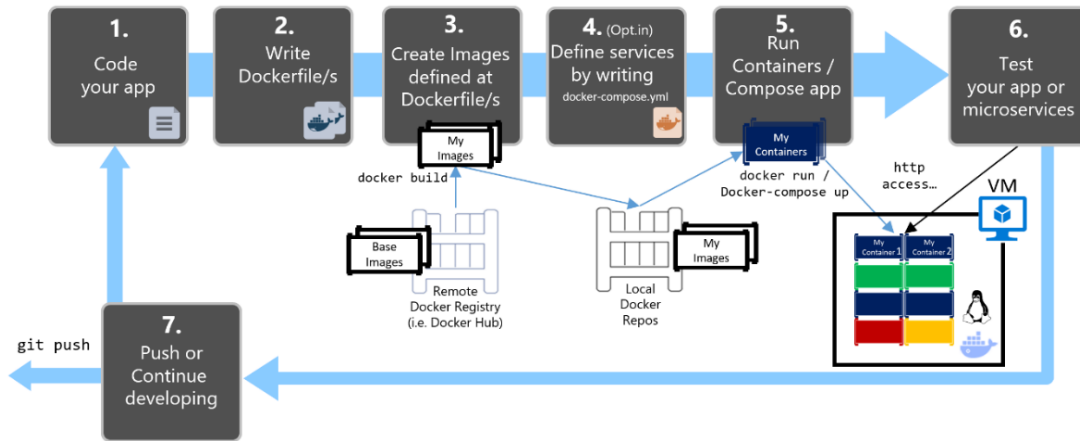 1.
Code
your app
2.
Write
Dockerfile/s
3.
Create Images
defined at
Dockerfile/s
My
Images
4. (Opt.in)
Define services
by writing
docker-compose.yml
5.
Run
Containers /
Compose app
My
Containers
6.
Test
your app or
microservices
docker build
docker run /
Docker-compose up
http
access…
VM
Base
Images
Remote
Docker Registry
(i.e. Docker Hub)
My
Images
Local
Docker
Repos
My
Container 1
My
Container 2
7.
Push or
Continue
developing
git push